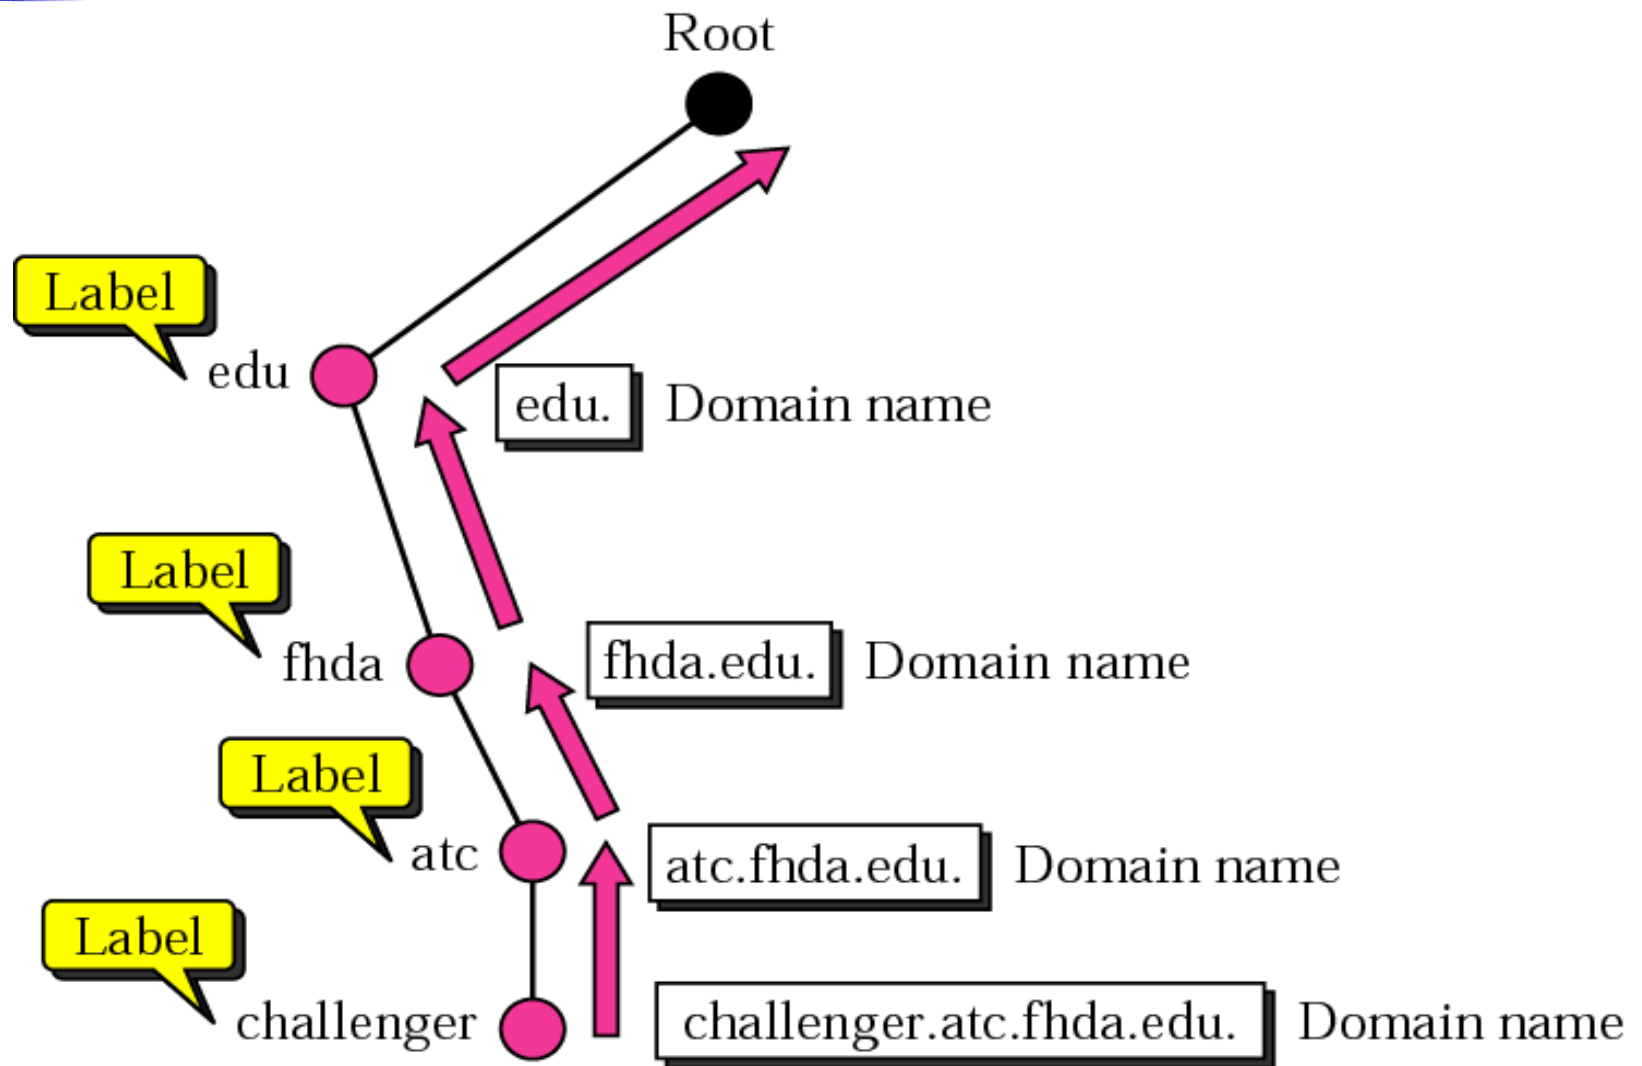 Root
Label
edu
edu. Domain name
Label
fhda
fhda.edu. Domain name
Label
atc
atc.fhda.edu. Domain name
Label
challenger
challenger.atc.fhda.edu. Domain name